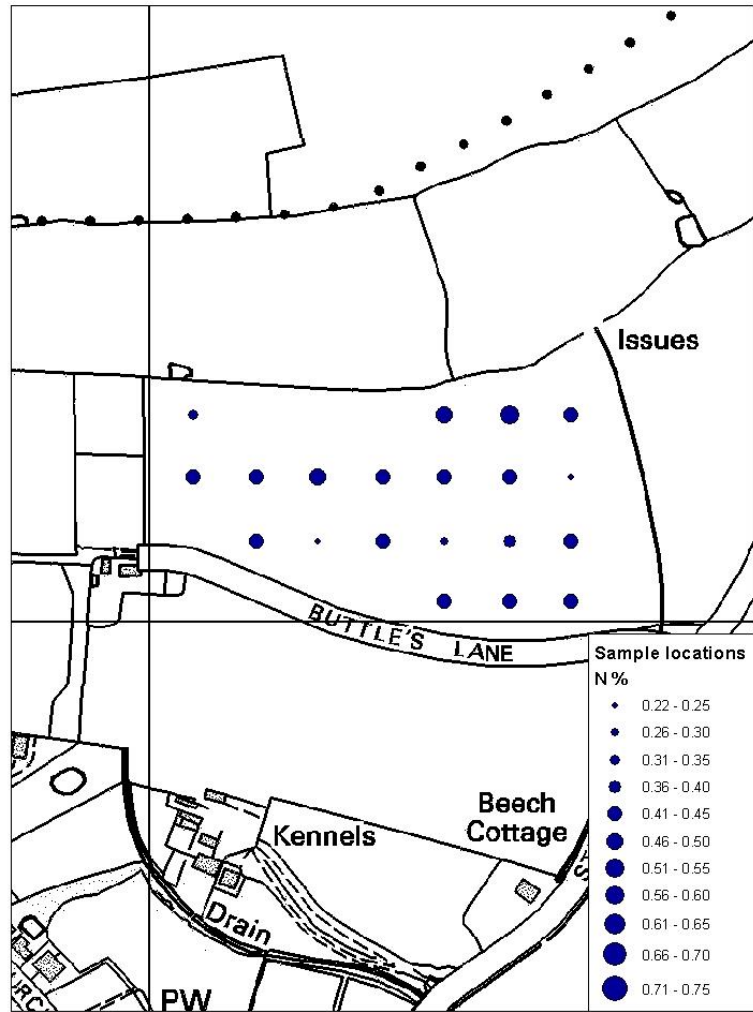 Issues
BUTTLE'S LANE
Sample locations
N %
0.22 - 0.25
0.26 - 0.30
0.31 - 0.35
0.36 - 0.40
0.41 - 0.45
0.46 - 0.50
0.51 - 0.55
0.56 - 0.60
0.61 - 0.65
0.66 - 0.70
0.71 - 0.75
Beech
Cottage
Kennels
Drain
PW